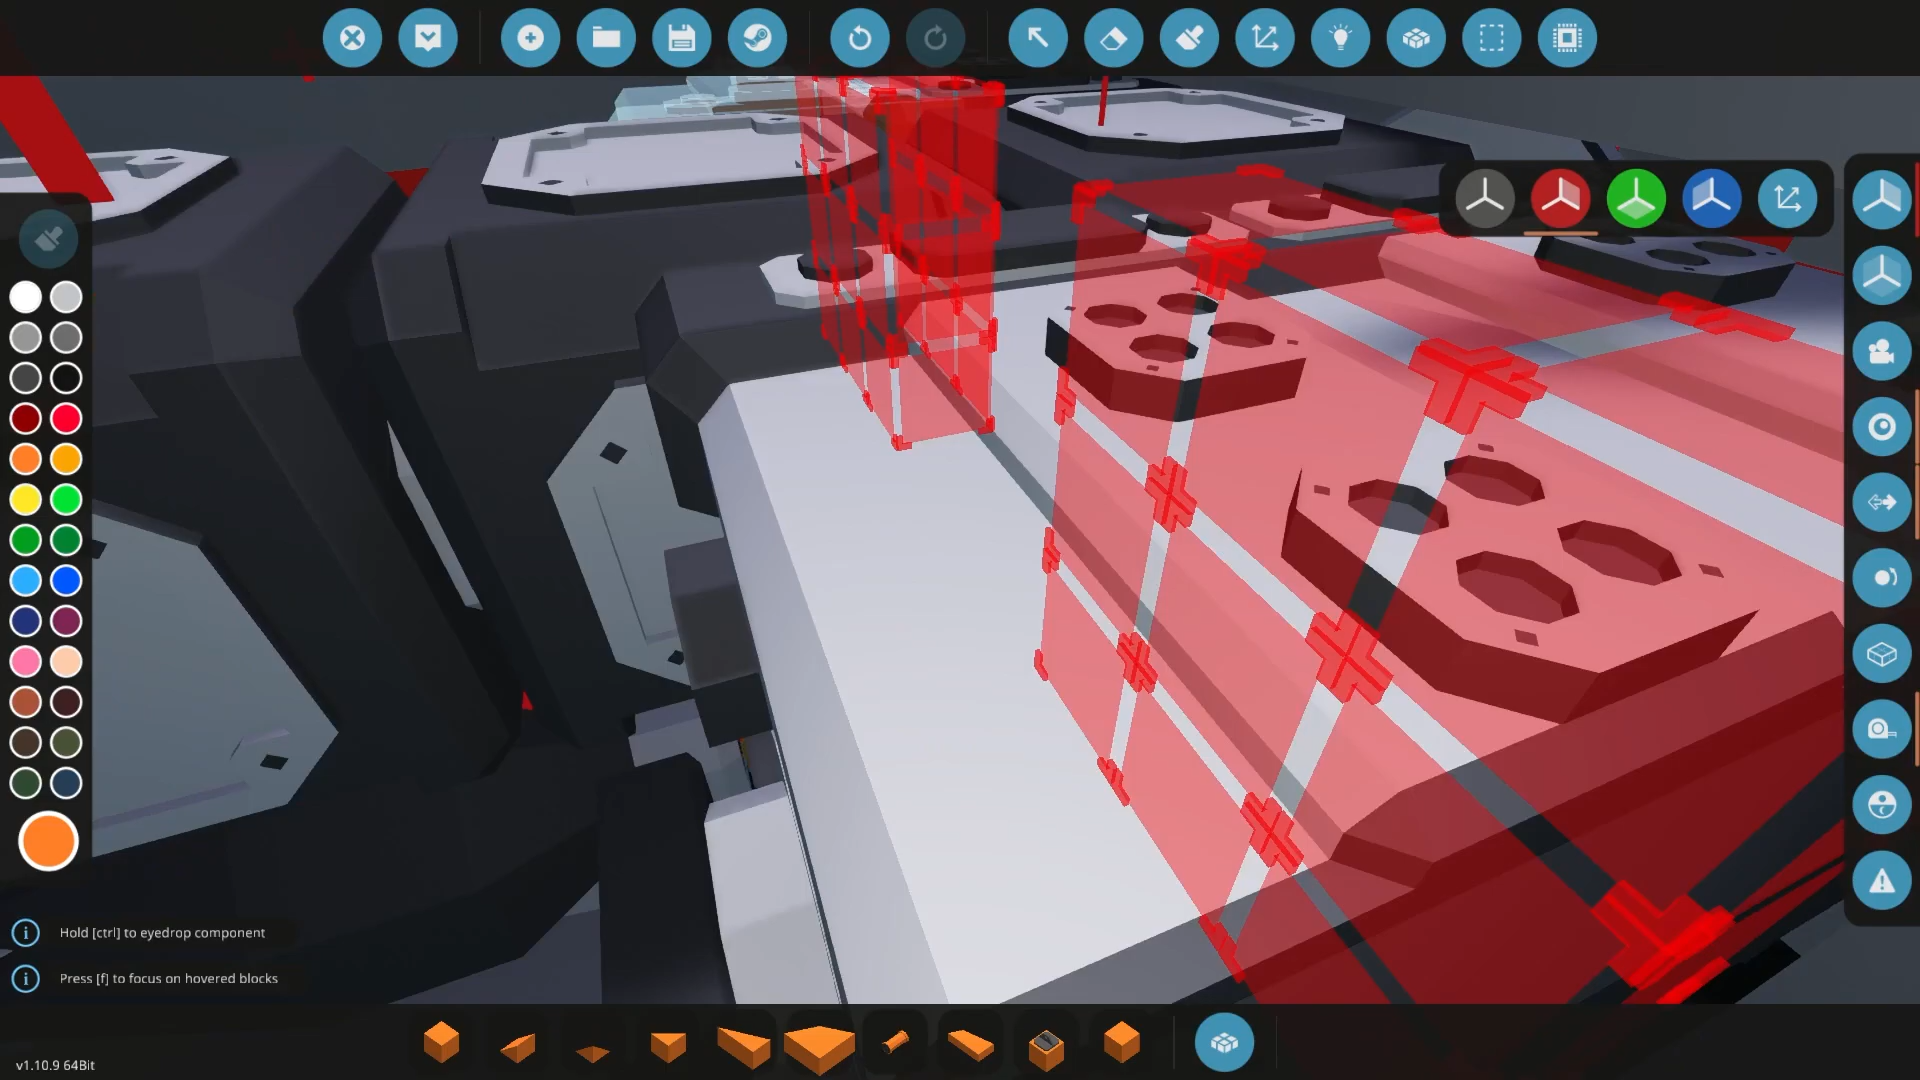 Hold [ctrl] to eyedrop component
Press [f] to focus on hovered blocks
v1.10.9 64Bit